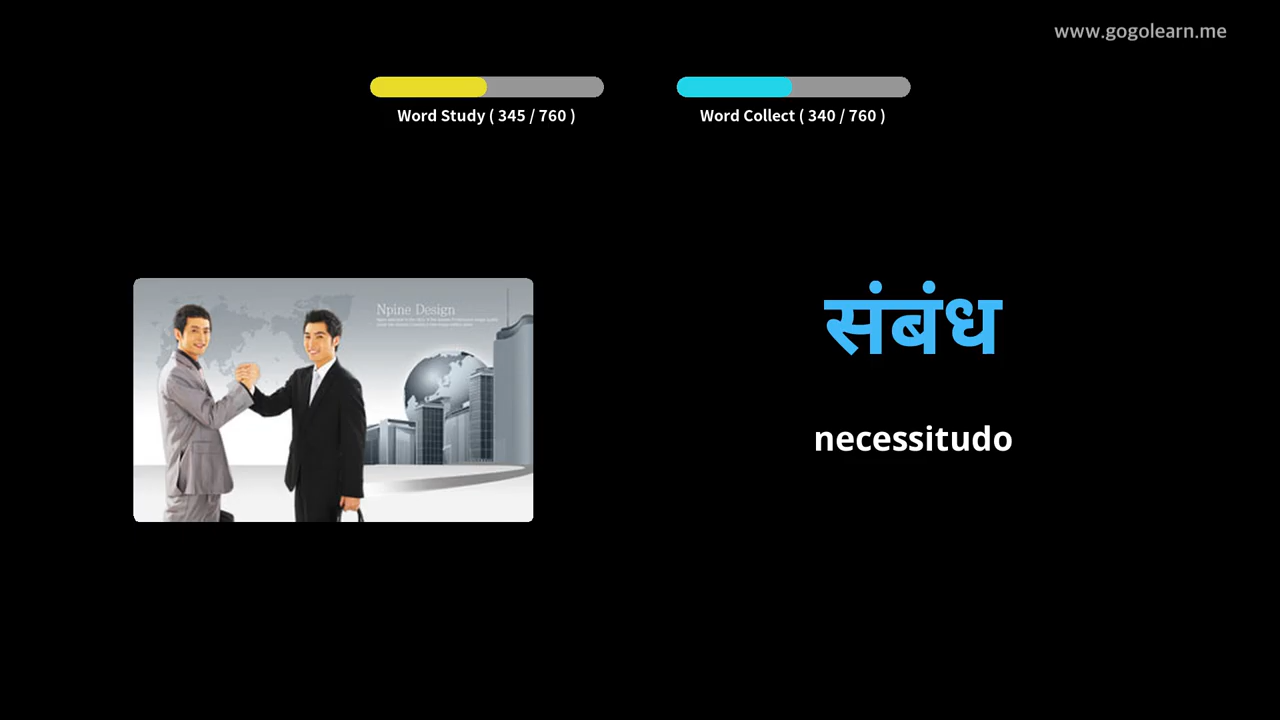 www.gogolearn.me
Word Study ( 345 / 760 )
Word Collect ( 340 / 760 )
Npine Design
संबंध
necessitudo